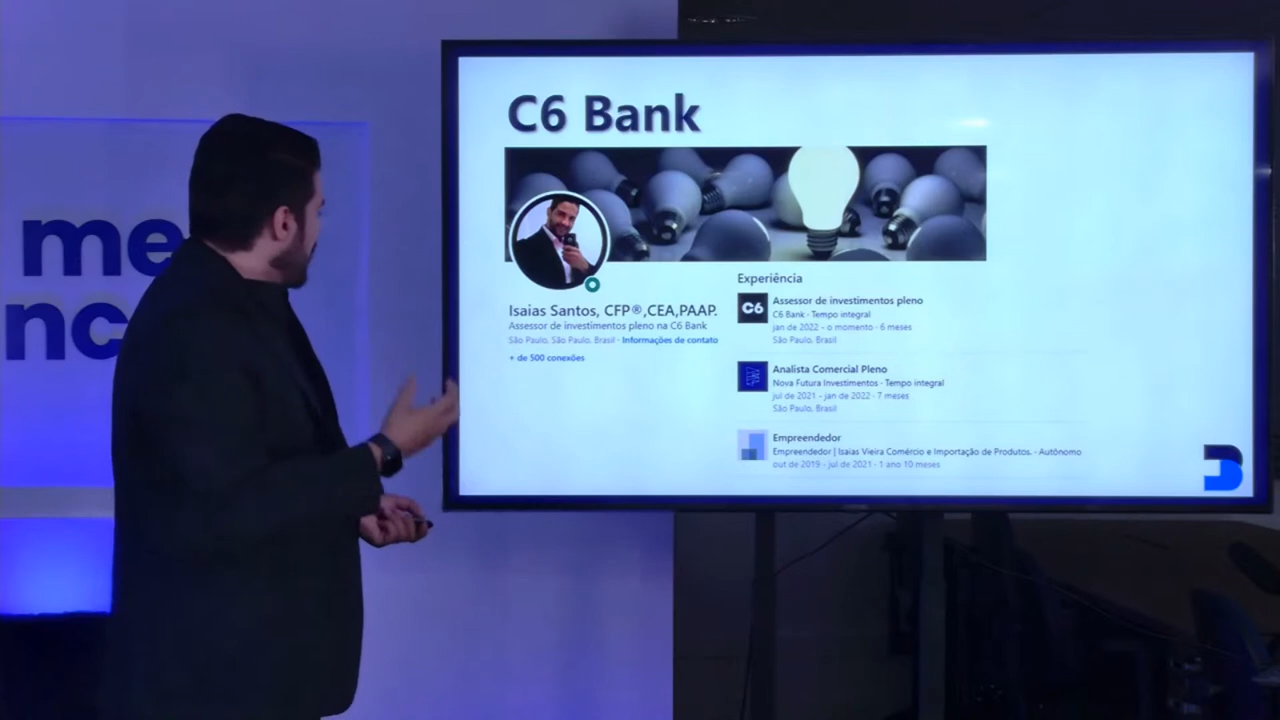 me
nc
C6 Bank
Isaias Santos, CFP®,CEA,PAAP.
Assessor de investimentos pleno na C6 Bank
São Paulo, São Paulo, Brasil · Informações de contato
+ de 500 conexões
Experiência
C6
Assessor de investimentos pleno
C6 Bank · Tempo integral
jan de 2022 - o momento · 6 meses
São Paulo, Brasil
Analista Comercial Pleno
Nova Futura Investimentos · Tempo integral
jul de 2021 - jan de 2022 · 7 meses
São Paulo, Brasil
Empreendedor
Empreendedor | Isaias Vieira Comércio e Importação de Produtos. · Autônomo
out de 2019 - jul de 2021 · 1 ano 10 meses